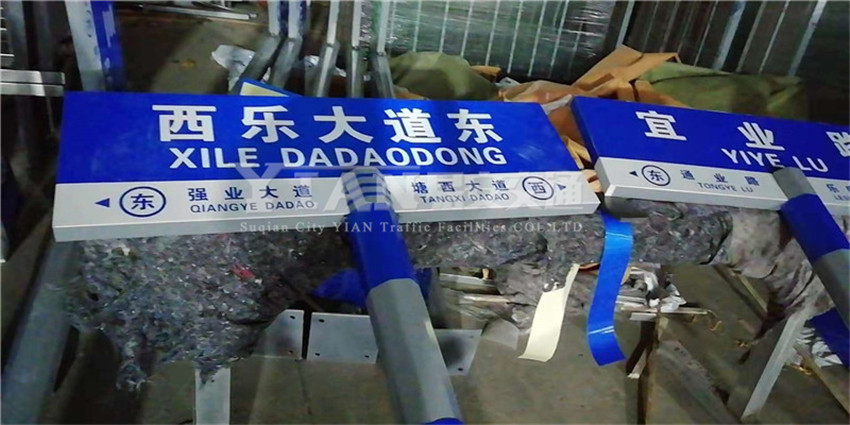 西乐大道东
XILE DADAODONG
◀ 东 强业大道 塘西大道 西 ▶
QIANGYE DADAO TANGXI DADAO
宜业路
YIYE LU
◀ 东 通业路 乐
TONGYE LU
Suqian City YIAN Traffic Facilities CO.,LTD.